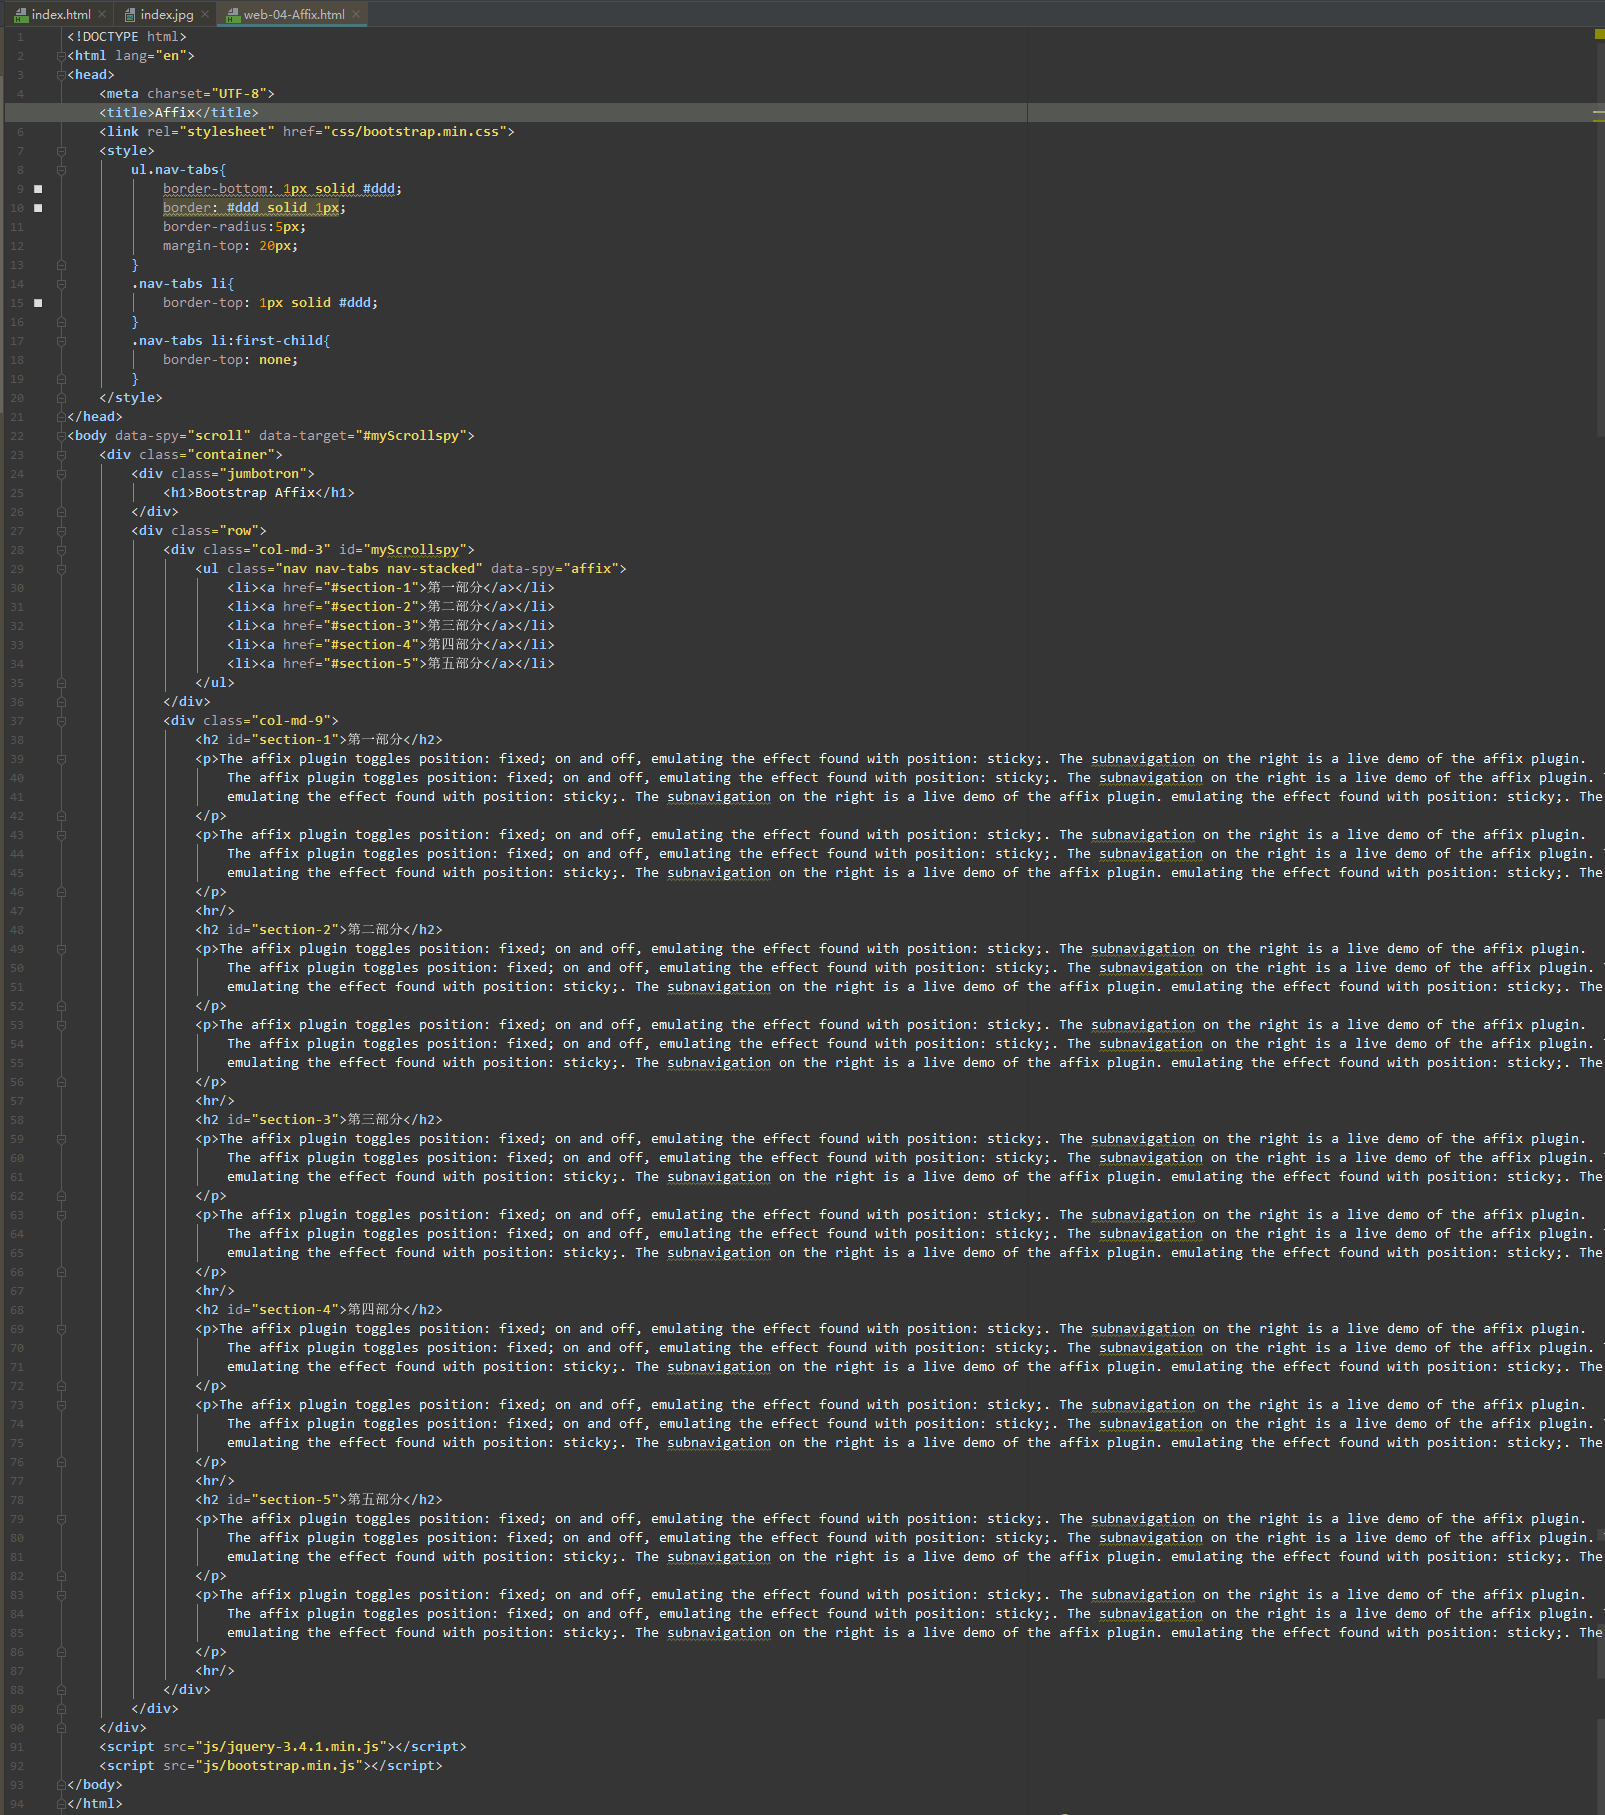 index.html
index.jpg
web-04-Affix.html
1 <!DOCTYPE html>
2 <html lang="en">
3 <head>
4 <meta charset="UTF-8">
<title>Affix</title>
6 <link rel="stylesheet" href="css/bootstrap.min.css">
7 <style>
8 ul.nav-tabs{
9 border-bottom: 1px solid #ddd;
10 border: #ddd solid 1px;
11 border-radius:5px;
12 margin-top: 20px;
13 }
14 .nav-tabs li{
15 border-top: 1px solid #ddd;
16 }
17 .nav-tabs li:first-child{
18 border-top: none;
19 }
20 </style>
21 </head>
22 <body data-spy="scroll" data-target="#myScrollspy">
23 <div class="container">
24 <div class="jumbotron">
25 <h1>Bootstrap Affix</h1>
26 </div>
27 <div class="row">
28 <div class="col-md-3" id="myScrollspy">
29 <ul class="nav nav-tabs nav-stacked" data-spy="affix">
30 <li><a href="#section-1">第一部分</a></li>
31 <li><a href="#section-2">第二部分</a></li>
32 <li><a href="#section-3">第三部分</a></li>
33 <li><a href="#section-4">第四部分</a></li>
34 <li><a href="#section-5">第五部分</a></li>
35 </ul>
36 </div>
37 <div class="col-md-9">
38 <h2 id="section-1">第一部分</h2>
39 <p>The affix plugin toggles position: fixed; on and off, emulating the effect found with position: sticky;. The subnavigation on the right is a live demo of the affix plugin.
40 The affix plugin toggles position: fixed; on and off, emulating the effect found with position: sticky;. The subnavigation on the right is a live demo of the affix plugin.
41 emulating the effect found with position: sticky;. The subnavigation on the right is a live demo of the affix plugin. emulating the effect found with position: sticky;. The
42 </p>
43 <p>The affix plugin toggles position: fixed; on and off, emulating the effect found with position: sticky;. The subnavigation on the right is a live demo of the affix plugin.
44 The affix plugin toggles position: fixed; on and off, emulating the effect found with position: sticky;. The subnavigation on the right is a live demo of the affix plugin.
45 emulating the effect found with position: sticky;. The subnavigation on the right is a live demo of the affix plugin. emulating the effect found with position: sticky;. The
46 </p>
47 <hr/>
48 <h2 id="section-2">第二部分</h2>
49 <p>The affix plugin toggles position: fixed; on and off, emulating the effect found with position: sticky;. The subnavigation on the right is a live demo of the affix plugin.
50 The affix plugin toggles position: fixed; on and off, emulating the effect found with position: sticky;. The subnavigation on the right is a live demo of the affix plugin.
51 emulating the effect found with position: sticky;. The subnavigation on the right is a live demo of the affix plugin. emulating the effect found with position: sticky;. The
52 </p>
53 <p>The affix plugin toggles position: fixed; on and off, emulating the effect found with position: sticky;. The subnavigation on the right is a live demo of the affix plugin.
54 The affix plugin toggles position: fixed; on and off, emulating the effect found with position: sticky;. The subnavigation on the right is a live demo of the affix plugin.
55 emulating the effect found with position: sticky;. The subnavigation on the right is a live demo of the affix plugin. emulating the effect found with position: sticky;. The
56 </p>
57 <hr/>
58 <h2 id="section-3">第三部分</h2>
59 <p>The affix plugin toggles position: fixed; on and off, emulating the effect found with position: sticky;. The subnavigation on the right is a live demo of the affix plugin.
60 The affix plugin toggles position: fixed; on and off, emulating the effect found with position: sticky;. The subnavigation on the right is a live demo of the affix plugin.
61 emulating the effect found with position: sticky;. The subnavigation on the right is a live demo of the affix plugin. emulating the effect found with position: sticky;. The
62 </p>
63 <p>The affix plugin toggles position: fixed; on and off, emulating the effect found with position: sticky;. The subnavigation on the right is a live demo of the affix plugin.
64 The affix plugin toggles position: fixed; on and off, emulating the effect found with position: sticky;. The subnavigation on the right is a live demo of the affix plugin.
65 emulating the effect found with position: sticky;. The subnavigation on the right is a live demo of the affix plugin. emulating the effect found with position: sticky;. The
66 </p>
67 <hr/>
68 <h2 id="section-4">第四部分</h2>
69 <p>The affix plugin toggles position: fixed; on and off, emulating the effect found with position: sticky;. The subnavigation on the right is a live demo of the affix plugin.
70 The affix plugin toggles position: fixed; on and off, emulating the effect found with position: sticky;. The subnavigation on the right is a live demo of the affix plugin.
71 emulating the effect found with position: sticky;. The subnavigation on the right is a live demo of the affix plugin. emulating the effect found with position: sticky;. The
72 </p>
73 <p>The affix plugin toggles position: fixed; on and off, emulating the effect found with position: sticky;. The subnavigation on the right is a live demo of the affix plugin.
74 The affix plugin toggles position: fixed; on and off, emulating the effect found with position: sticky;. The subnavigation on the right is a live demo of the affix plugin.
75 emulating the effect found with position: sticky;. The subnavigation on the right is a live demo of the affix plugin. emulating the effect found with position: sticky;. The
76 </p>
77 <hr/>
78 <h2 id="section-5">第五部分</h2>
79 <p>The affix plugin toggles position: fixed; on and off, emulating the effect found with position: sticky;. The subnavigation on the right is a live demo of the affix plugin.
80 The affix plugin toggles position: fixed; on and off, emulating the effect found with position: sticky;. The subnavigation on the right is a live demo of the affix plugin.
81 emulating the effect found with position: sticky;. The subnavigation on the right is a live demo of the affix plugin. emulating the effect found with position: sticky;. The
82 </p>
83 <p>The affix plugin toggles position: fixed; on and off, emulating the effect found with position: sticky;. The subnavigation on the right is a live demo of the affix plugin.
84 The affix plugin toggles position: fixed; on and off, emulating the effect found with position: sticky;. The subnavigation on the right is a live demo of the affix plugin.
85 emulating the effect found with position: sticky;. The subnavigation on the right is a live demo of the affix plugin. emulating the effect found with position: sticky;. The
86 </p>
87 <hr/>
88 </div>
89 </div>
90 </div>
91 <script src="js/jquery-3.4.1.min.js"></script>
92 <script src="js/bootstrap.min.js"></script>
93 </body>
94 </html>